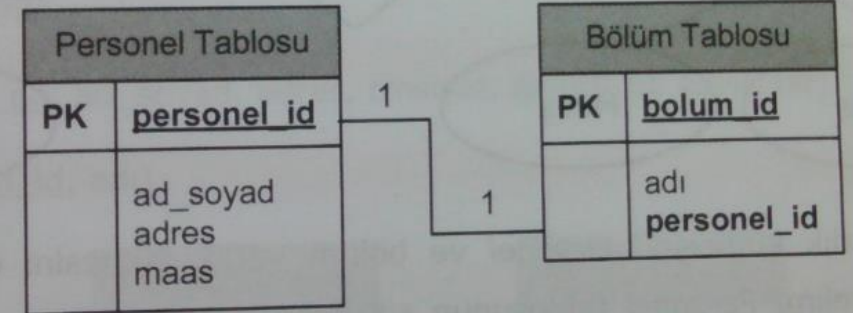 Personel Tablosu
PK personel_id
ad_soyad
adres
maas
1
1
Bölüm Tablosu
PK bolum_id
adı
personel_id